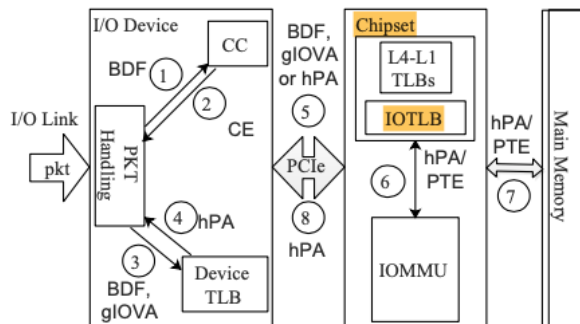 I/O Device
CC
BDF
1
2
CE
I/O Link
pkt
PKT
Handling
4
hPA
3
BDF,
gIOVA
Device
TLB
BDF,
gIOVA
or hPA
5
PCIe
8
hPA
Chipset
L4-L1
TLBs
IOTLB
6
hPA/
PTE
IOMMU
hPA/
PTE
7
Main Memory